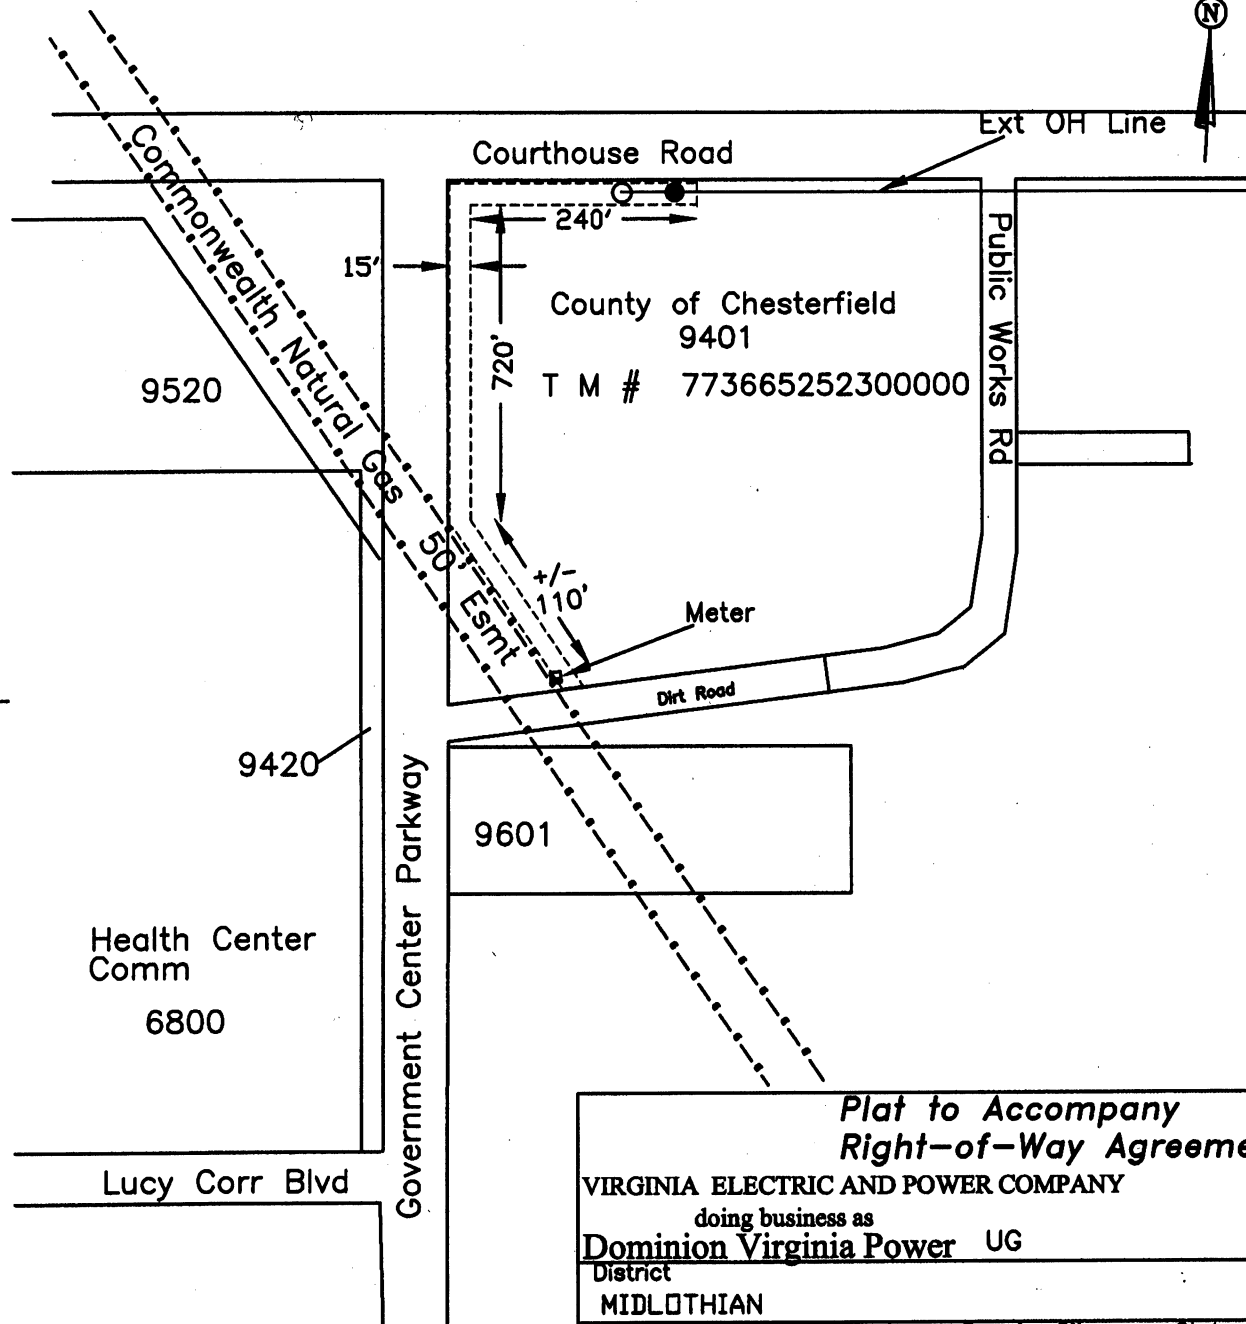 N
Ext OH Line
Courthouse Road
240'
15'
720'
County of Chesterfield
9401
T M # 773665252300000
Public Works Rd
Commonwealth Natural Gas 50' Esmt
9520
+/-
110'
Meter
Dirt Road
9420
9601
Government Center Parkway
Health Center
Comm
6800
Lucy Corr Blvd
Plat to Accompany
Right-of-Way Agreeme
VIRGINIA ELECTRIC AND POWER COMPANY
doing business as
Dominion Virginia Power UG
District
MIDLOTHIAN